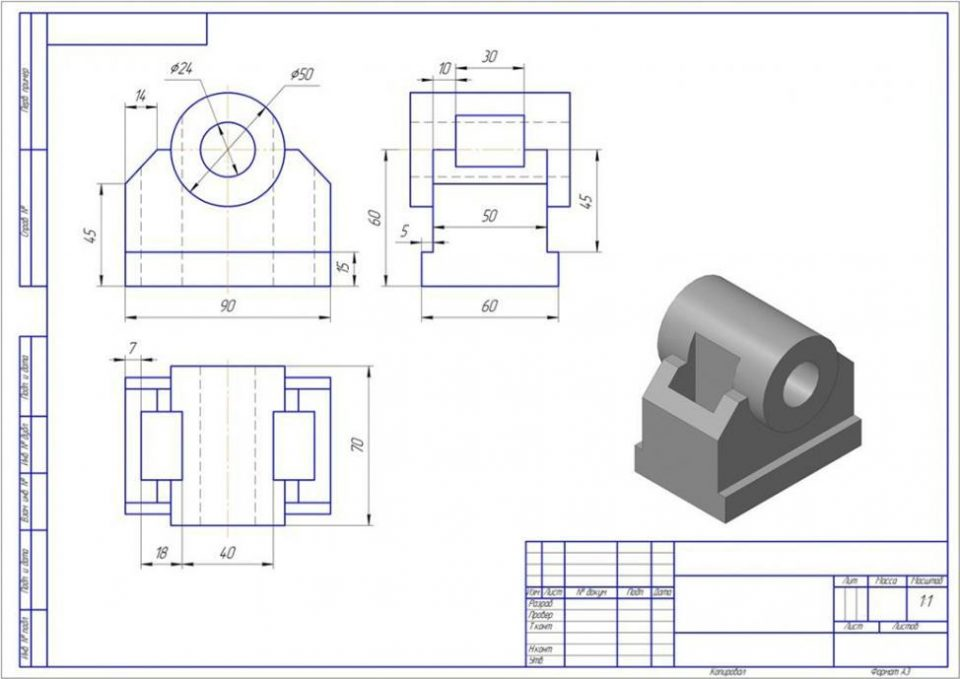 Перв. примен.
Справ. №
Подп. и дата
Инв. № дубл.
Взам. инв. №
Подп. и дата
Инв. № подл.
⌀24
⌀50
14
45
15
90
10
30
60
5
50
45
60
7
70
18
40
Изм. Лист № докум. Подп. Дата
Разраб.
Провер.
Т.контр.
Н.контр.
Утв.
Лит. Масса Масштаб
1:1
Лист Листов
Копировал Формат А3